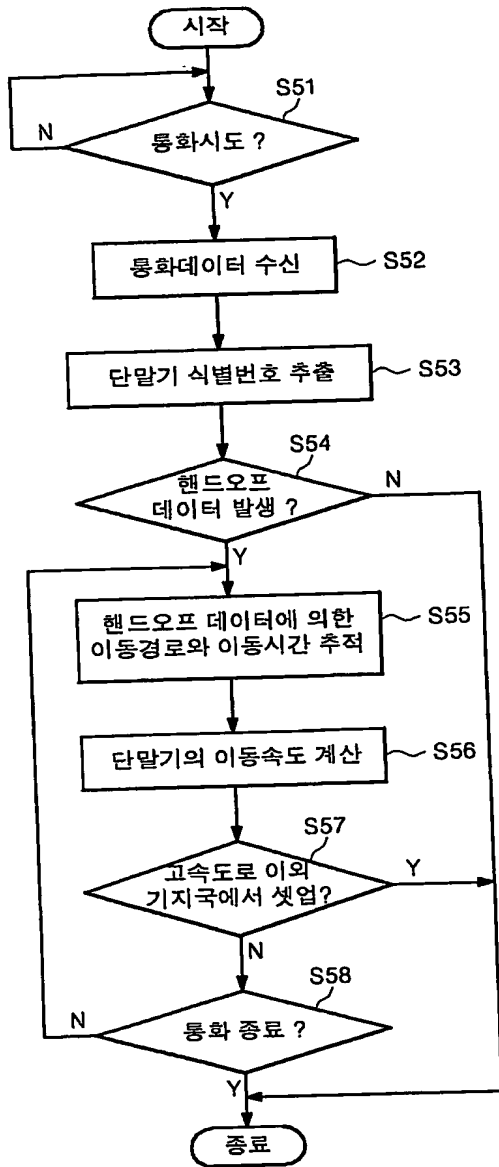 시작
S51
통화시도 ?
N
Y
통화데이터 수신
S52
단말기 식별번호 추출
S53
S54
핸드오프
데이터 발생 ?
N
Y
핸드오프 데이터에 의한
이동경로와 이동시간 추적
S55
단말기의 이동속도 계산
S56
S57
고속도로 이외
기지국에서 셋업?
Y
N
S58
통화 종료 ?
N
Y
종료